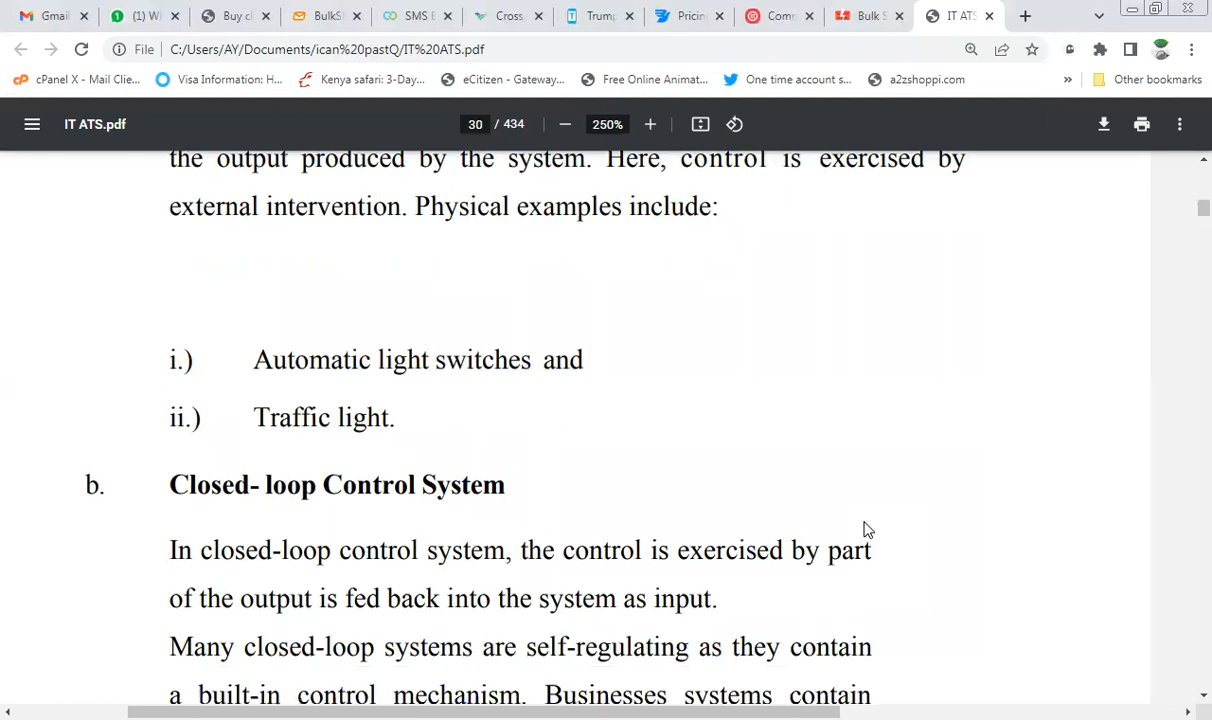 Gmail
(1) W
Buy c
BulkS
SMS
Cross
Trump
Pricin
Comm
Bulk S
IT ATS
File
C:/Users/AY/Documents/ican%20pastQ/IT%20ATS.pdf
cPanel X - Mail Clie...
Visa Information: H...
Kenya safari: 3-Day...
eCitizen - Gateway...
Free Online Animat...
One time account s...
a2zshoppi.com
»
Other bookmarks
IT ATS.pdf
30 / 434
250%
the output produced by the system. Here, control is exercised by
external intervention. Physical examples include:
i.) Automatic light switches and
ii.) Traffic light.
b. Closed- loop Control System
In closed-loop control system, the control is exercised by part
of the output is fed back into the system as input.
Many closed-loop systems are self-regulating as they contain
a built-in control mechanism. Businesses systems contain